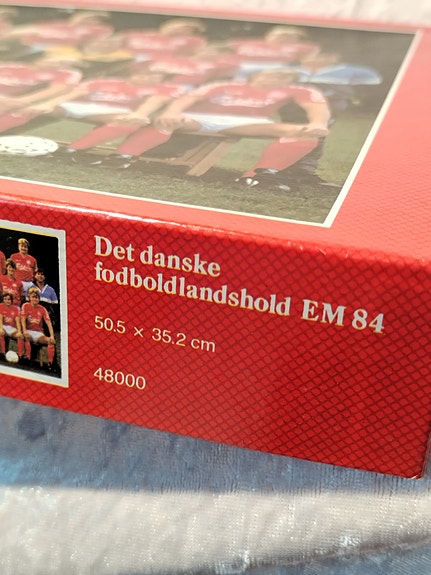 Det danske
fodboldlandshold EM 84
50.5 × 35.2 cm
48000